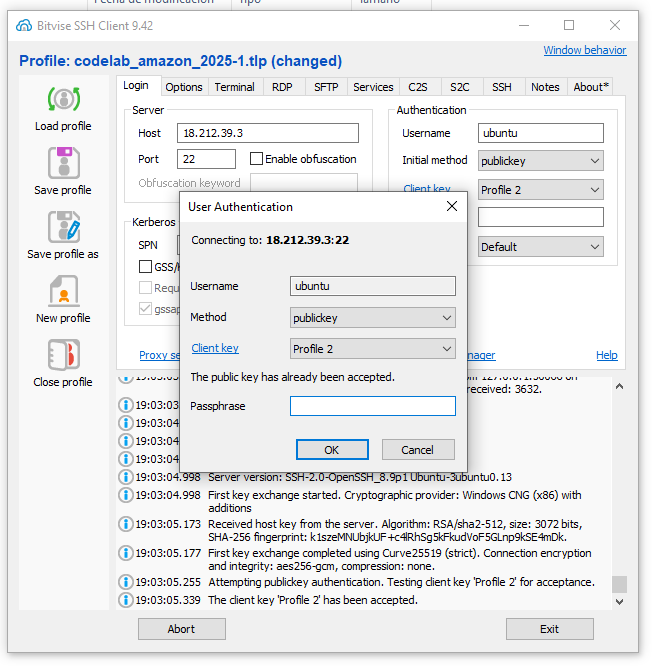 Fecha de modificación Tipo Tamaño
Bitvise SSH Client 9.42
Window behavior
Profile: codelab_amazon_2025-1.tlp (changed)
Load profile
Save profile
Save profile as
New profile
Close profile
Login Options Terminal RDP SFTP Services C2S S2C SSH Notes About*
Server
Host 18.212.39.3
Port 22 Enable obfuscation
Obfuscation keyword
Kerberos
SPN
GSS/
Requ
gssap
Proxy se
Authentication
Username ubuntu
Initial method publickey
Client key Profile 2
Default
nager
Help
User Authentication
Connecting to: 18.212.39.3:22
Username ubuntu
Method publickey
Client key Profile 2
The public key has already been accepted.
Passphrase
OK Cancel
19:03:03
received: 3632.
19:03:03
19:03:04
19:03:04
19:03:04
19:03:04.998 Server version: SSH-2.0-OpenSSH_8.9p1 Ubuntu-3ubuntu0.13
19:03:04.998 First key exchange started. Cryptographic provider: Windows CNG (x86) with
additions
19:03:05.173 Received host key from the server. Algorithm: RSA/sha2-512, size: 3072 bits,
SHA-256 fingerprint: k1szeMNUbjkUF+c4lRhSg5kFkudVoF5GLnp9kSE4mDk.
19:03:05.177 First key exchange completed using Curve25519 (strict). Connection encryption
and integrity: aes256-gcm, compression: none.
19:03:05.255 Attempting publickey authentication. Testing client key 'Profile 2' for acceptance.
19:03:05.339 The client key 'Profile 2' has been accepted.
Abort Exit